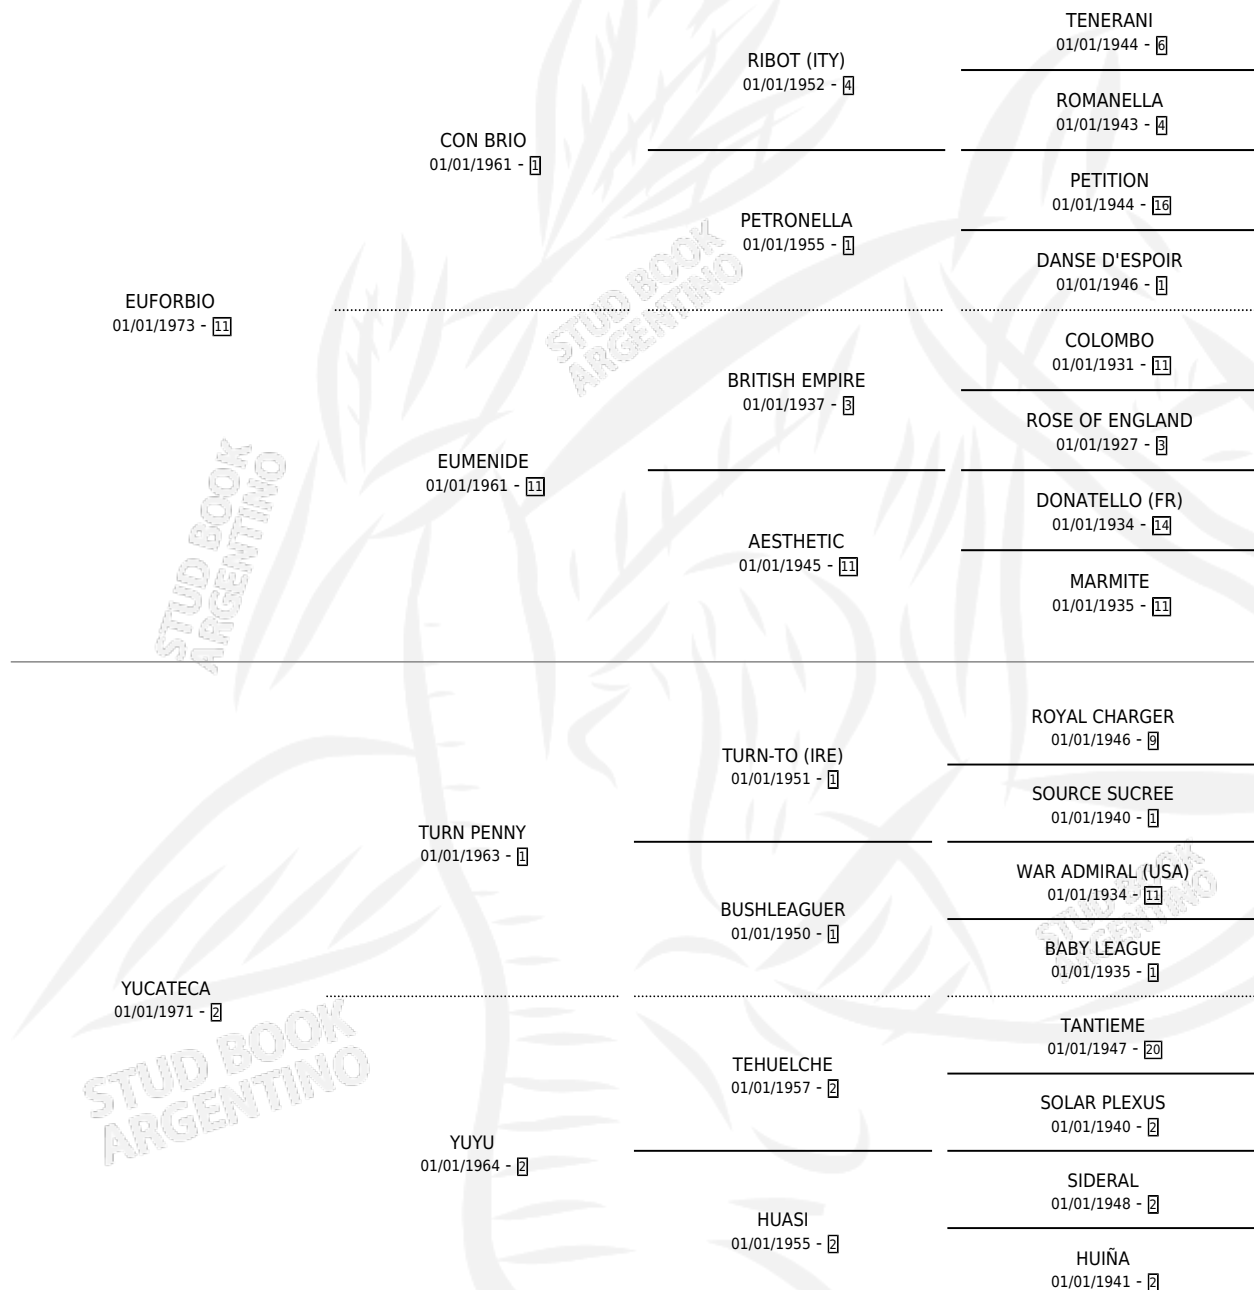 TENERANI
01/01/1944 - 6
RIBOT (ITY)
01/01/1952 - 4
ROMANELLA
01/01/1943 - 4
CON BRIO
01/01/1961 - 1
PETITION
01/01/1944 - 16
PETRONELLA
01/01/1955 - 1
DANSE D'ESPOIR
01/01/1946 - 1
EUFORBIO
01/01/1973 - 11
COLOMBO
01/01/1931 - 11
BRITISH EMPIRE
01/01/1937 - 3
ROSE OF ENGLAND
01/01/1927 - 3
EUMENIDE
01/01/1961 - 11
DONATELLO (FR)
01/01/1934 - 14
AESTHETIC
01/01/1945 - 11
MARMITE
01/01/1935 - 11
ROYAL CHARGER
01/01/1946 - 9
TURN-TO (IRE)
01/01/1951 - 1
SOURCE SUCREE
01/01/1940 - 1
TURN PENNY
01/01/1963 - 1
WAR ADMIRAL (USA)
01/01/1934 - 11
BUSHLEAGUER
01/01/1950 - 1
BABY LEAGUE
01/01/1935 - 1
YUCATECA
01/01/1971 - 2
TANTIEME
01/01/1947 - 20
TEHUELCHE
01/01/1957 - 2
SOLAR PLEXUS
01/01/1940 - 2
YUYU
01/01/1964 - 2
SIDERAL
01/01/1948 - 2
HUASI
01/01/1955 - 2
HUIÑA
01/01/1941 - 2
STUD BOOK
ARGENTINO
STUD BOOK
ARGENTINO
STUD BOOK
ARGENTINO
STUD BOOK
ARGENTINO